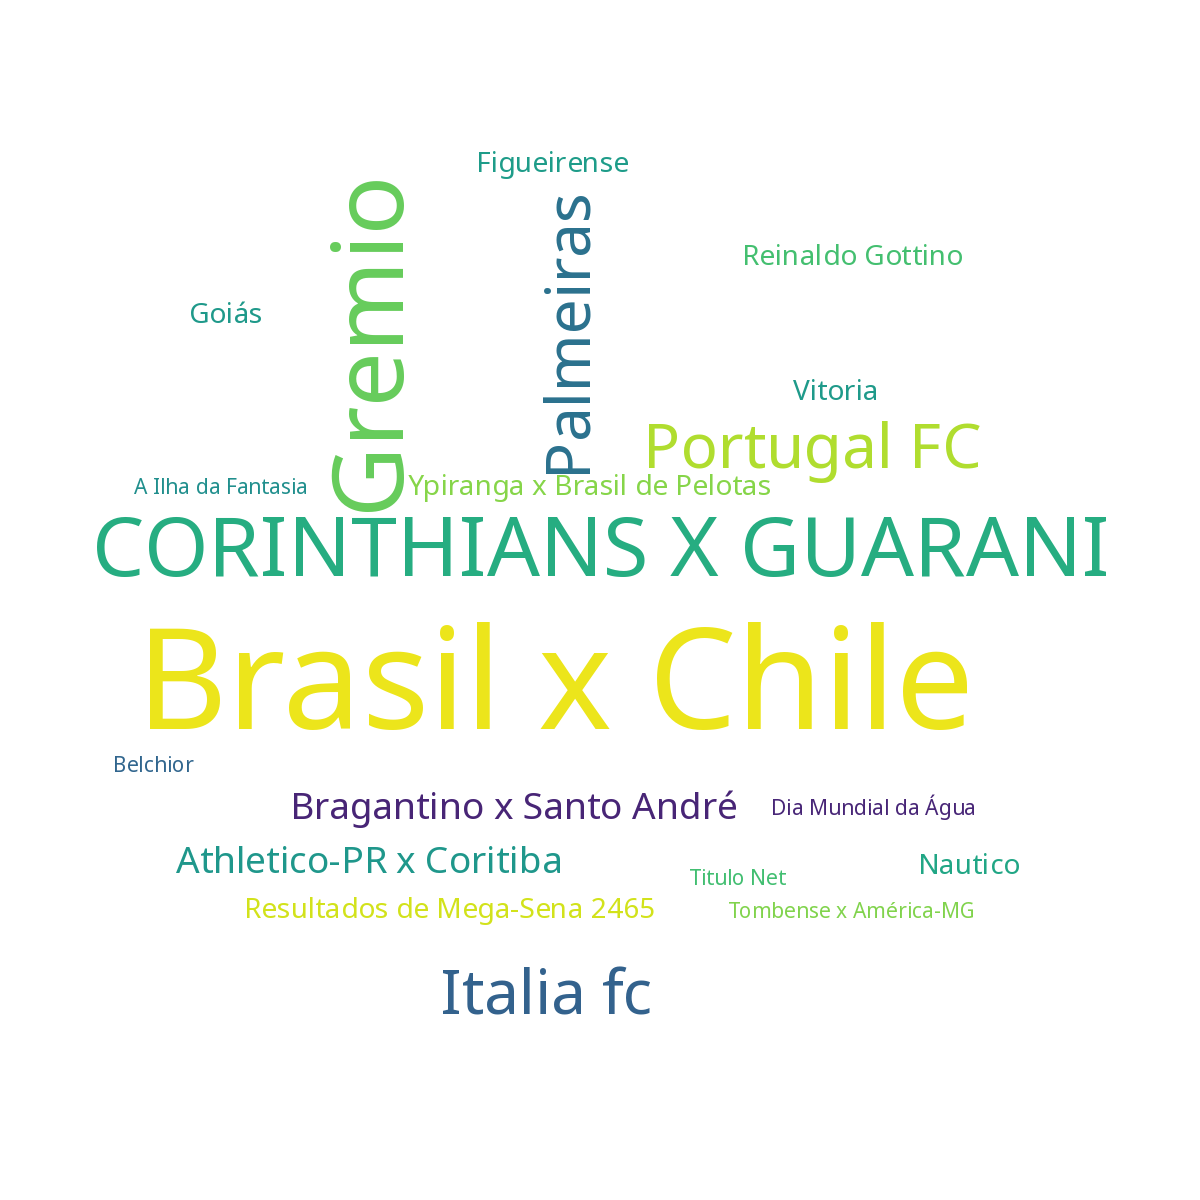 Figueirense
Gremio
Palmeiras
Reinaldo Gottino
Goiás
Vitoria
Portugal FC
A Ilha da Fantasia
Ypiranga x Brasil de Pelotas
CORINTHIANS X GUARANI
Brasil x Chile
Belchior
Bragantino x Santo André
Dia Mundial da Água
Athletico-PR x Coritiba
Nautico
Titulo Net
Resultados de Mega-Sena 2465
Tombense x América-MG
Italia fc